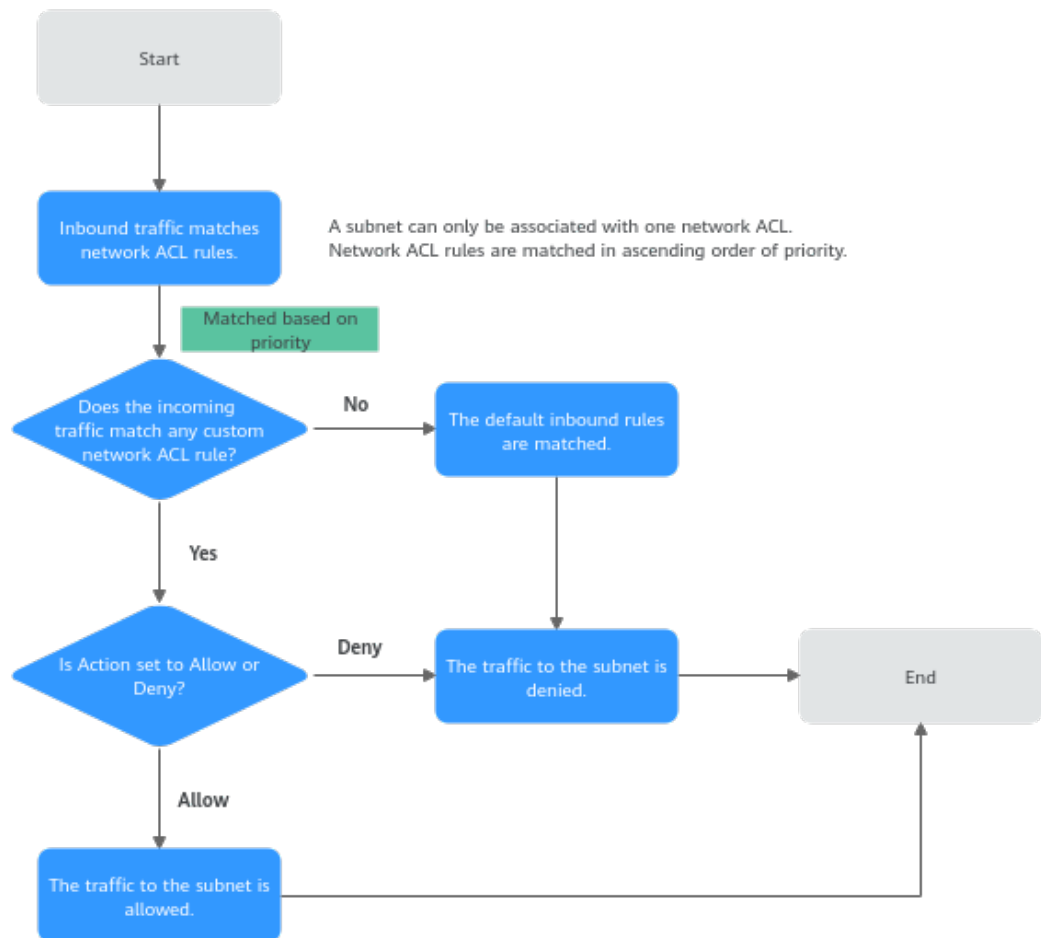 Start
Inbound traffic matches
network ACL rules.
A subnet can only be associated with one network ACL.
Network ACL rules are matched in ascending order of priority.
Matched based on
priority
Does the incoming
traffic match any custom
network ACL rule?
No
The default inbound rules
are matched.
Yes
Is Action set to Allow or
Deny?
Deny
The traffic to the subnet is
denied.
End
Allow
The traffic to the subnet is
allowed.